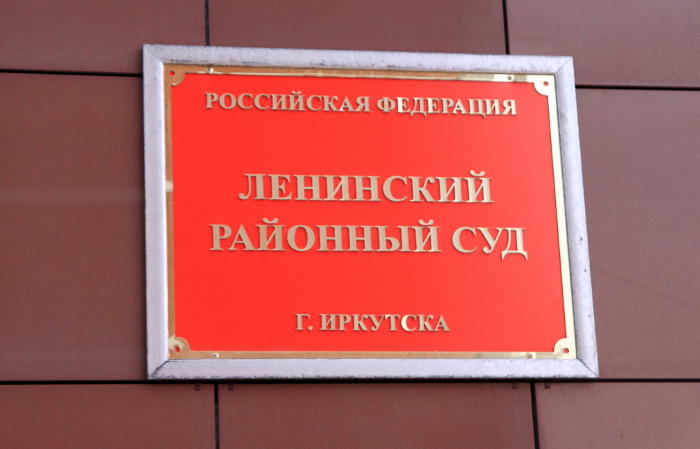 РОССИЙСКАЯ ФЕДЕРАЦИЯ
ЛЕНИНСКИЙ
РАЙОННЫЙ СУД
Г. ИРКУТСКА